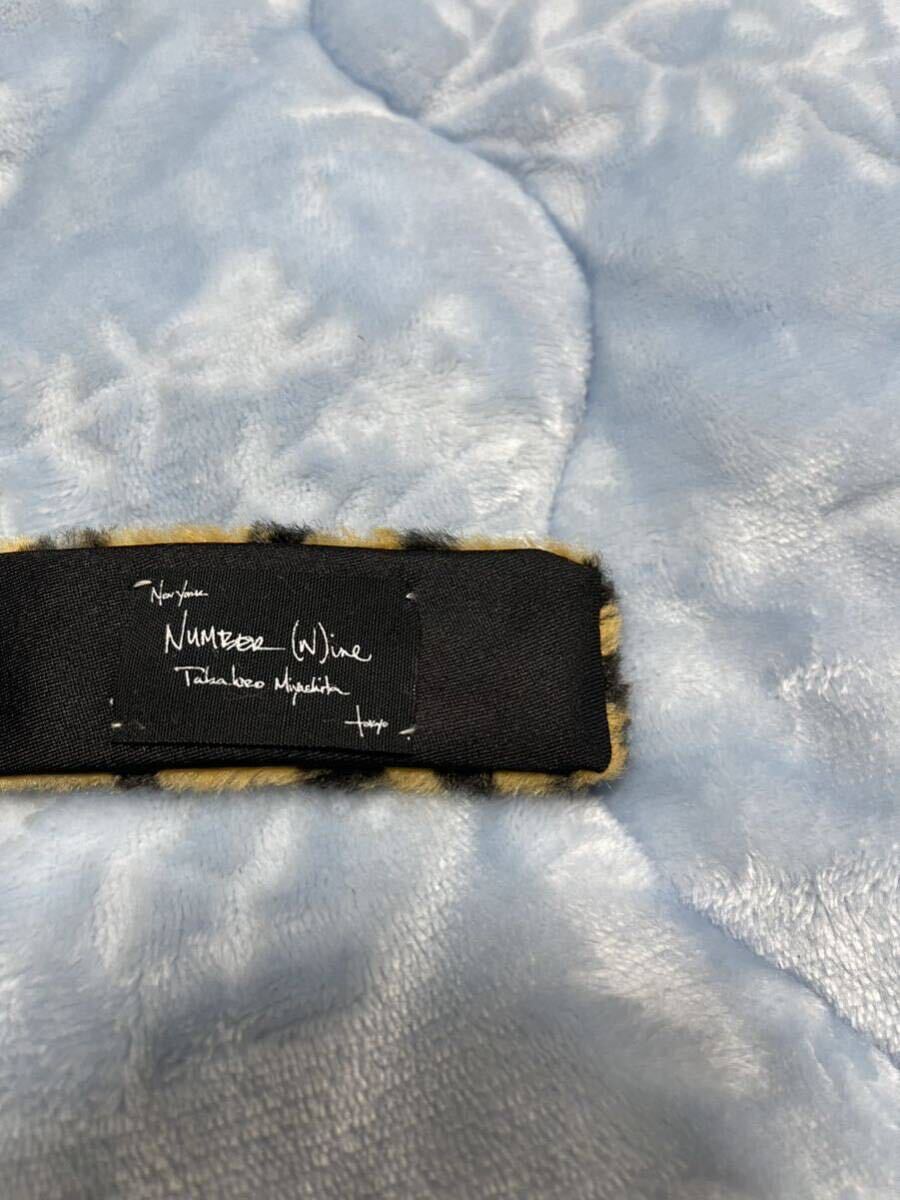 New York
NUMBER (N)ine
Takahiro Miyashita
tokyo